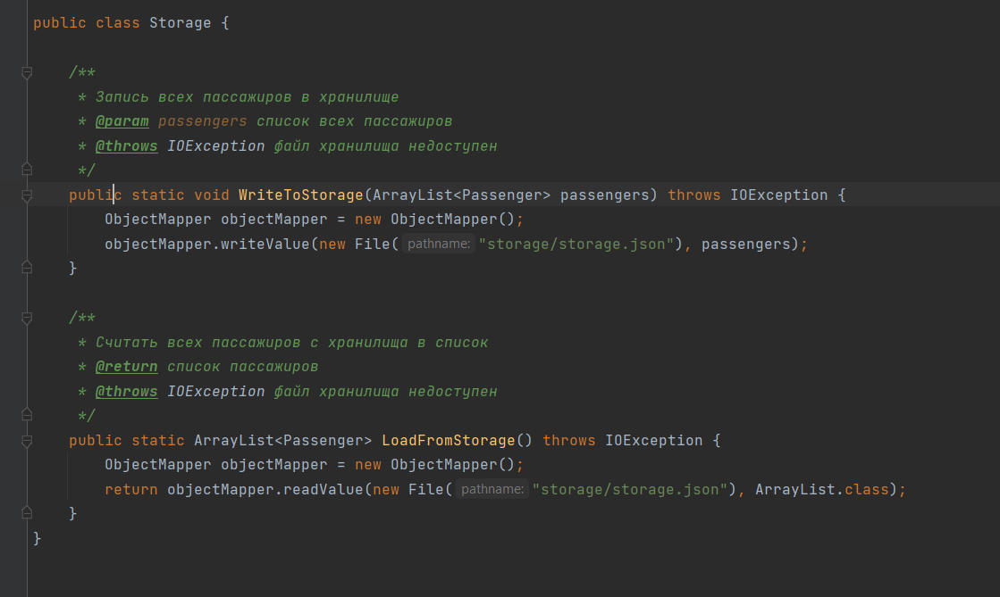 public class Storage {
/**
* Запись всех пассажиров в хранилище
* @param passengers список всех пассажиров
* @throws IOException файл хранилища недоступен
*/
public static void WriteToStorage(ArrayList<Passenger> passengers) throws IOException {
ObjectMapper objectMapper = new ObjectMapper();
objectMapper.writeValue(new File( pathname: "storage/storage.json"), passengers);
}
/**
* Считать всех пассажиров с хранилища в список
* @return список пассажиров
* @throws IOException файл хранилища недоступен
*/
public static ArrayList<Passenger> LoadFromStorage() throws IOException {
ObjectMapper objectMapper = new ObjectMapper();
return objectMapper.readValue(new File( pathname: "storage/storage.json"), ArrayList.class);
}
}